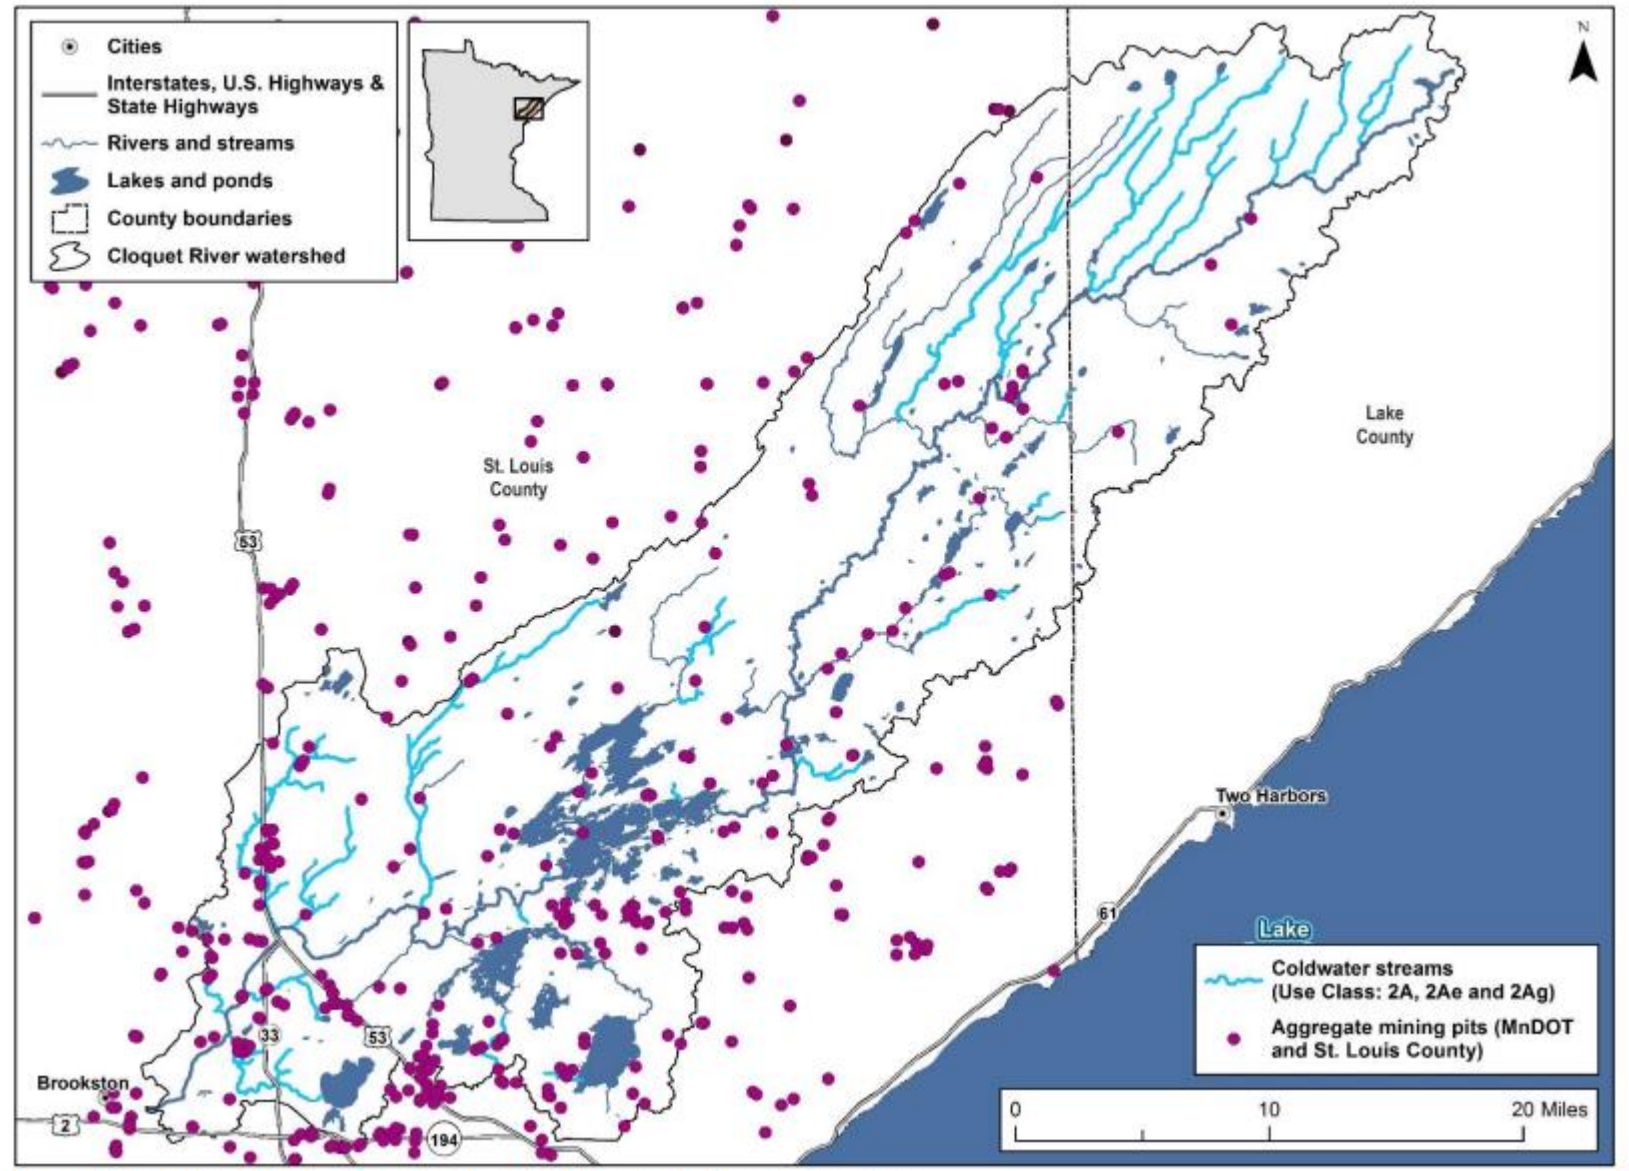 Cities
Interstates, U.S. Highways &
State Highways
Rivers and streams
Lakes and ponds
County boundaries
Cloquet River watershed
N
St. Louis
County
Lake
County
53
Two Harbors
61
Lake
33
53
Brookston
2
194
Coldwater streams
(Use Class: 2A, 2Ae and 2Ag)
Aggregate mining pits (MnDOT
and St. Louis County)
0
10
20 Miles